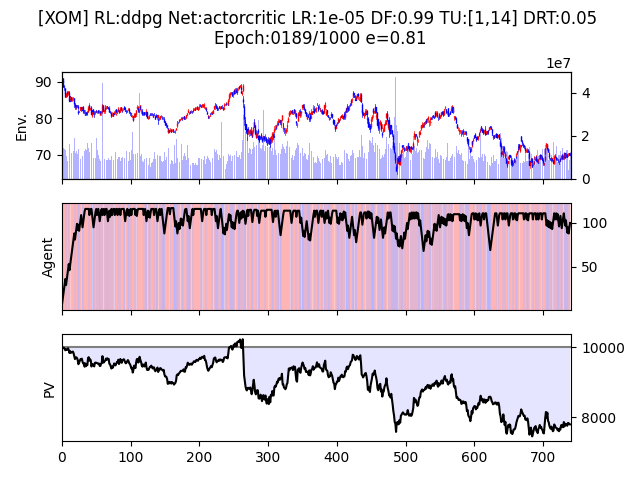 [XOM] RL:ddpg Net:actorcritic LR:1e-05 DF:0.99 TU:[1,14] DRT:0.05
Epoch:0189/1000 e=0.81
1e7
90
80
70
Env.
4
2
0
Agent
100
50
PV
10000
8000
0 100 200 300 400 500 600 700